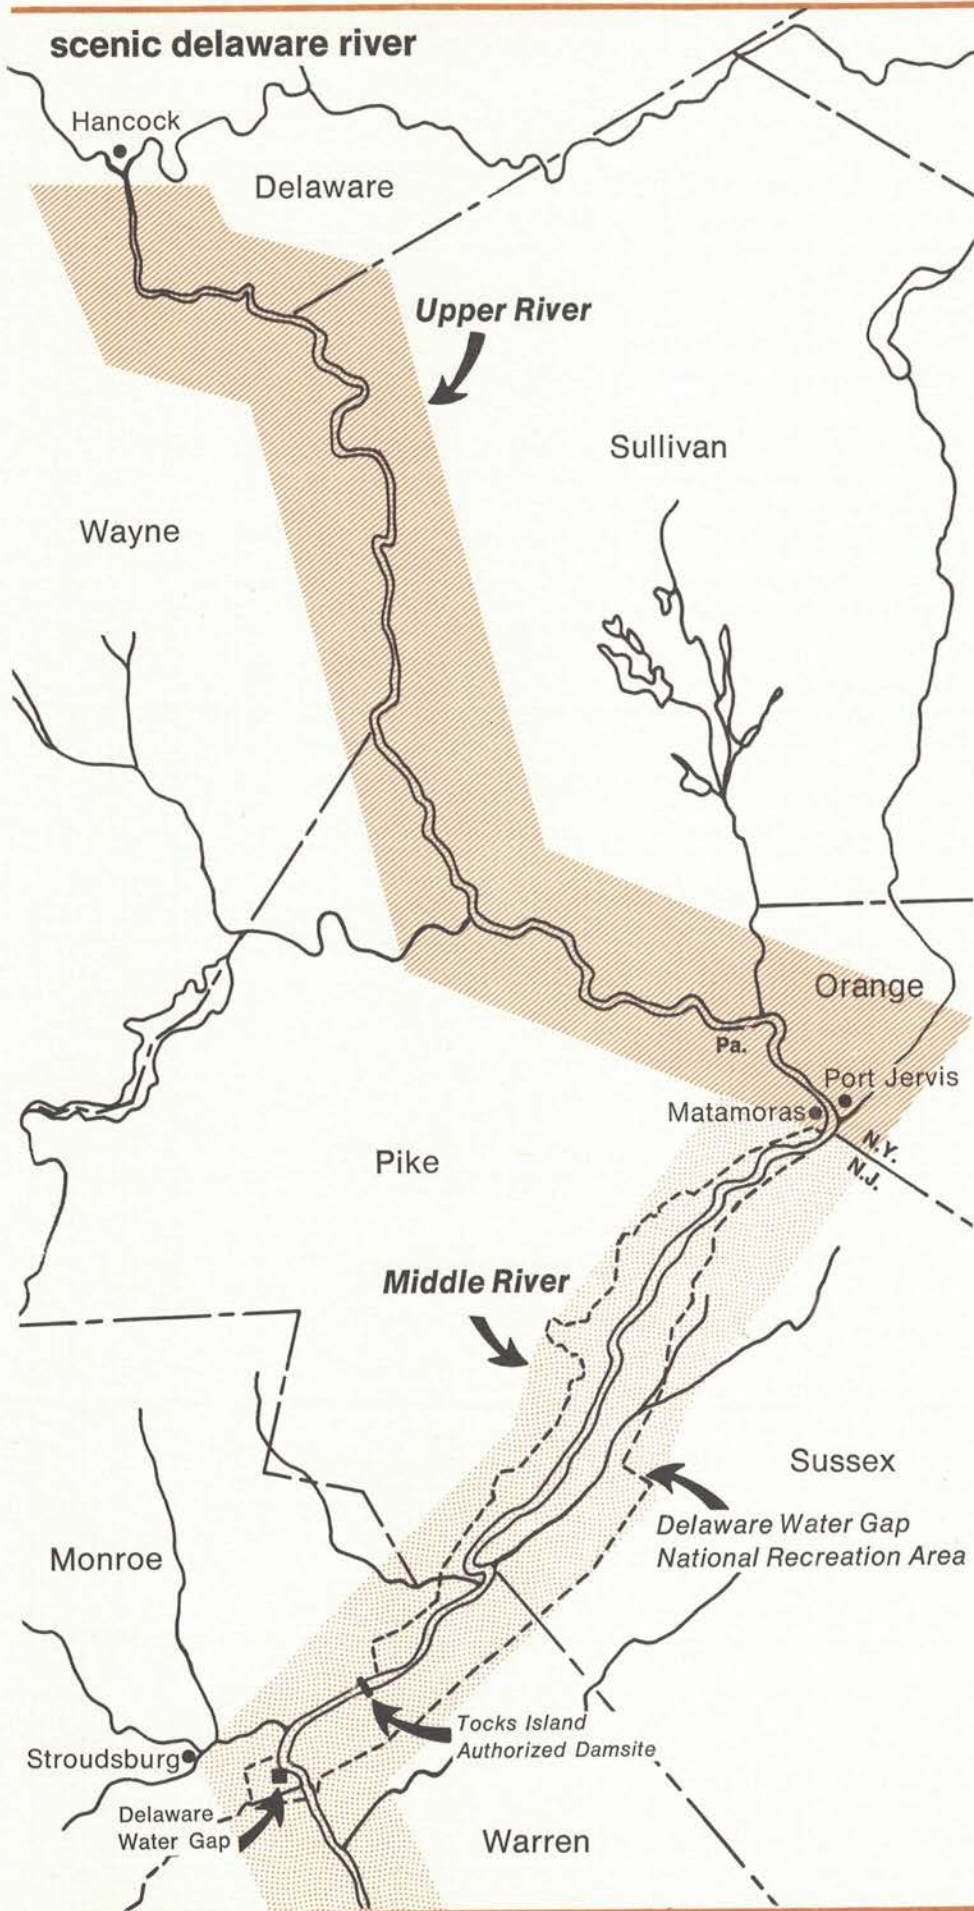 scenic delaware river
Hancock
Delaware
Upper River
Sullivan
Wayne
Orange
Pa.
Port Jervis
Matamoras
N.Y.
N.J.
Pike
Middle River
Sussex
Delaware Water Gap
National Recreation Area
Monroe
Tocks Island
Authorized Damsite
Stroudsburg
Delaware
Water Gap
Warren